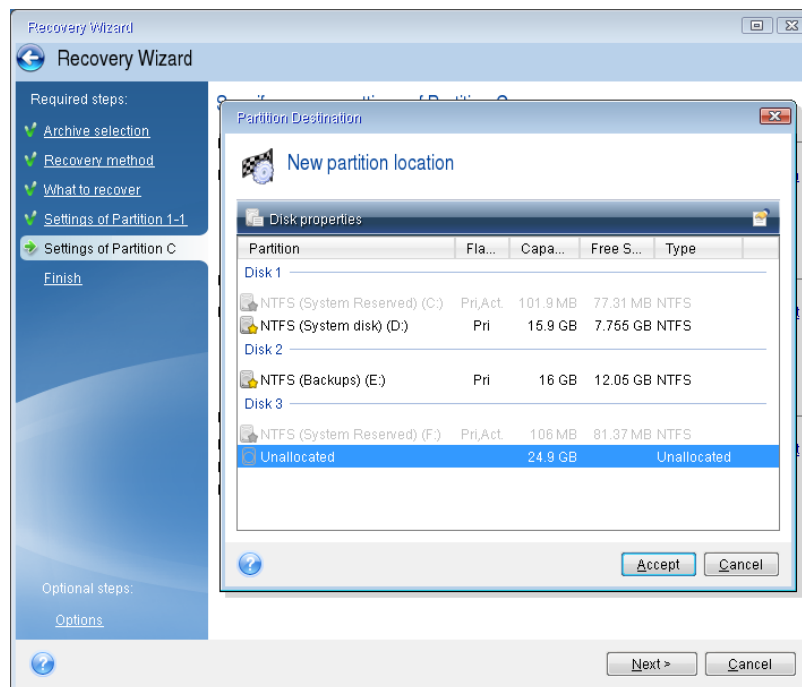 Recovery Wizard
Recovery Wizard
Required steps:
Archive selection
Recovery method
What to recover
Settings of Partition 1-1
Settings of Partition C
Finish
Optional steps:
Options
Partition Destination
New partition location
Disk properties
Partition Fla... Capa... Free S... Type
Disk 1
NTFS (System Reserved) (C:) Pri,Act. 101.9 MB 77.31 MB NTFS
NTFS (System disk) (D:) Pri 15.9 GB 7.755 GB NTFS
Disk 2
NTFS (Backups) (E:) Pri 16 GB 12.05 GB NTFS
Disk 3
NTFS (System Reserved) (F:) Pri,Act. 106 MB 81.37 MB NTFS
Unallocated 24.9 GB Unallocated
Accept Cancel
Next > Cancel